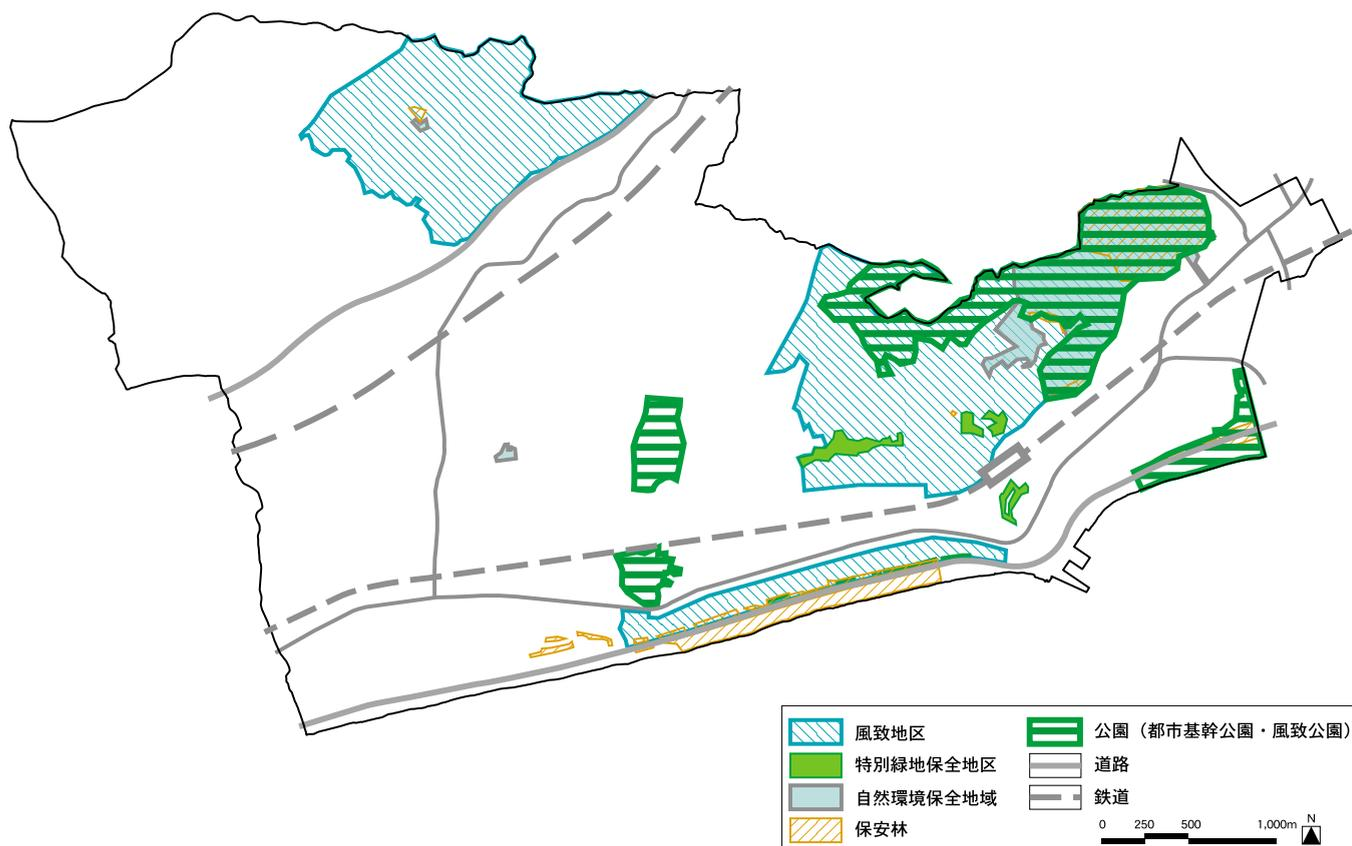 風致地区
特別緑地保全地区
自然環境保全地域
保安林
公園（都市基幹公園・風致公園）
道路
鉄道
0 250 500 1,000m
N